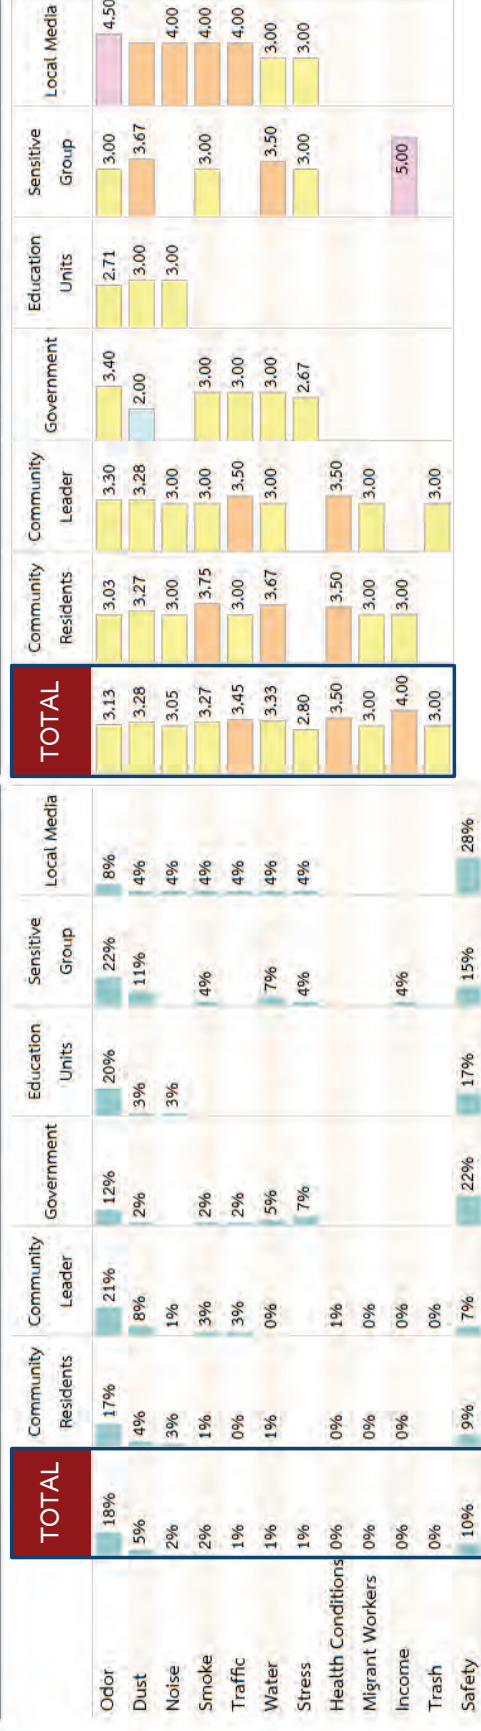 TOTAL Community Residents Community Leader Government Education Units Sensitive Group Local Media TOTAL Community Residents Community Leader Government Education Units Sensitive Group Local Media
Odor 18% 17% 21% 12% 20% 22% 8% 3.13 3.03 3.30 3.40 2.71 3.00 4.50
Dust 5% 4% 8% 2% 3% 11% 4% 3.28 3.27 3.28 2.00 3.00 3.67
Noise 2% 3% 1% 3% 4% 3.05 3.00 3.00 3.00 4.00
Smoke 2% 1% 3% 2% 4% 4% 3.27 3.75 3.00 3.00 3.00 4.00
Traffic 1% 0% 3% 2% 4% 3.45 3.00 3.50 3.00 4.00
Water 1% 1% 0% 5% 7% 4% 3.33 3.67 3.00 3.00 3.50 3.00
Stress 1% 7% 4% 4% 2.80 2.67 3.00 3.00
Health Conditions 0% 0% 1% 3.50 3.50 3.50
Migrant Workers 0% 0% 0% 3.00 3.00 3.00
Income 0% 0% 0% 4% 4.00 3.00 5.00
Trash 0% 0% 3.00 3.00
Safety 10% 9% 7% 22% 17% 15% 28%